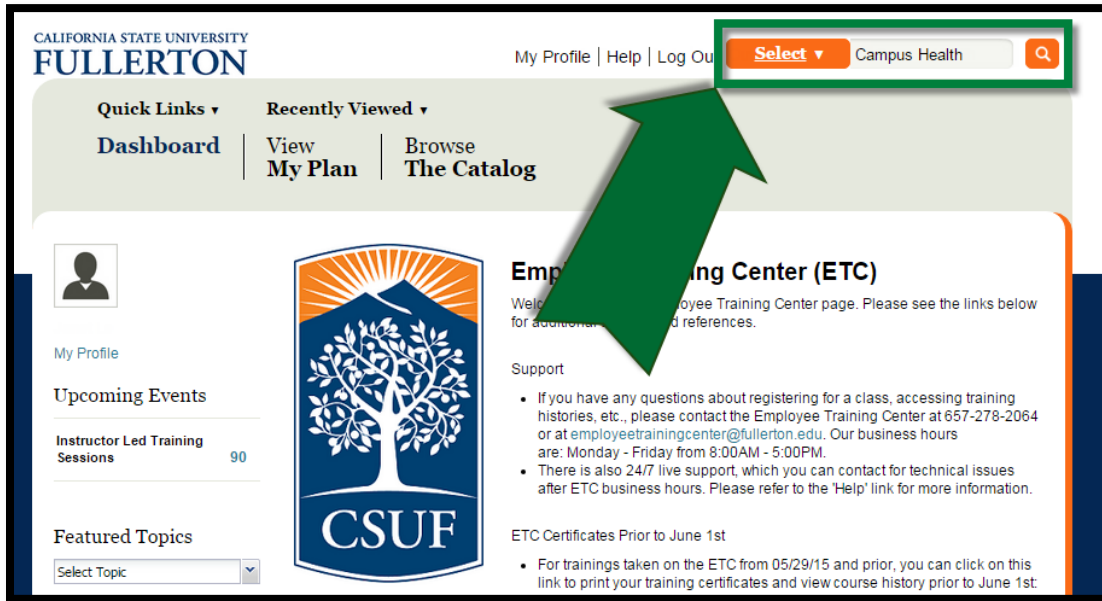 CALIFORNIA STATE UNIVERSITY
FULLERTON
My Profile | Help | Log Ou
Select ▾
Campus Health
Quick Links ▾
Recently Viewed ▾
Dashboard
View
My Plan
Browse
The Catalog
My Profile
Upcoming Events
Instructor Led Training
Sessions 90
Featured Topics
Select Topic
CSUF
Emp ing Center (ETC)
Welc oyee Training Center page. Please see the links below
for additional d references.
Support
• If you have any questions about registering for a class, accessing training
histories, etc., please contact the Employee Training Center at 657-278-2064
or at employeetrainingcenter@fullerton.edu. Our business hours
are: Monday - Friday from 8:00AM - 5:00PM.
• There is also 24/7 live support, which you can contact for technical issues
after ETC business hours. Please refer to the 'Help' link for more information.
ETC Certificates Prior to June 1st
• For trainings taken on the ETC from 05/29/15 and prior, you can click on this
link to print your training certificates and view course history prior to June 1st: